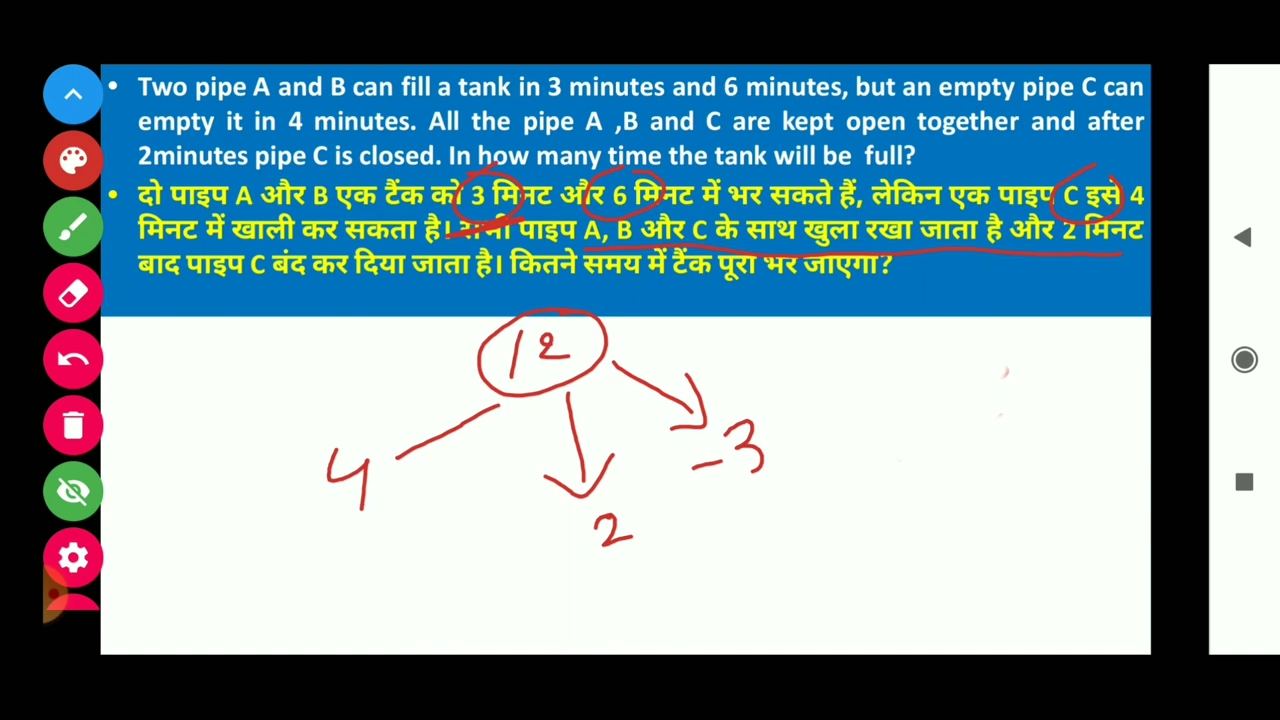 • Two pipe A and B can fill a tank in 3 minutes and 6 minutes, but an empty pipe C can
empty it in 4 minutes. All the pipe A ,B and C are kept open together and after
2minutes pipe C is closed. In how many time the tank will be full?
• दो पाइप A और B एक टैंक को 3 मिनट और 6 मिनट में भर सकते हैं, लेकिन एक पाइप C इसे 4
मिनट में खाली कर सकता है। सभी पाइप A, B और C के साथ खुला रखा जाता है और 2 मिनट
बाद पाइप C बंद कर दिया जाता है। कितने समय में टैंक पूरा भर जाएगा?
12
4
2
-3